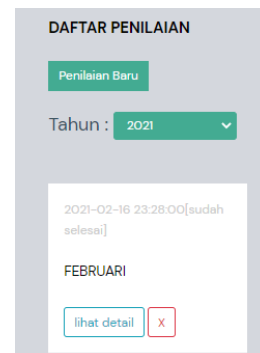 DAFTAR PENILAIAN
Penilaian Baru
Tahun : 2021
2021-02-16 23:28:00[sudah
selesai]
FEBRUARI
lihat detail X